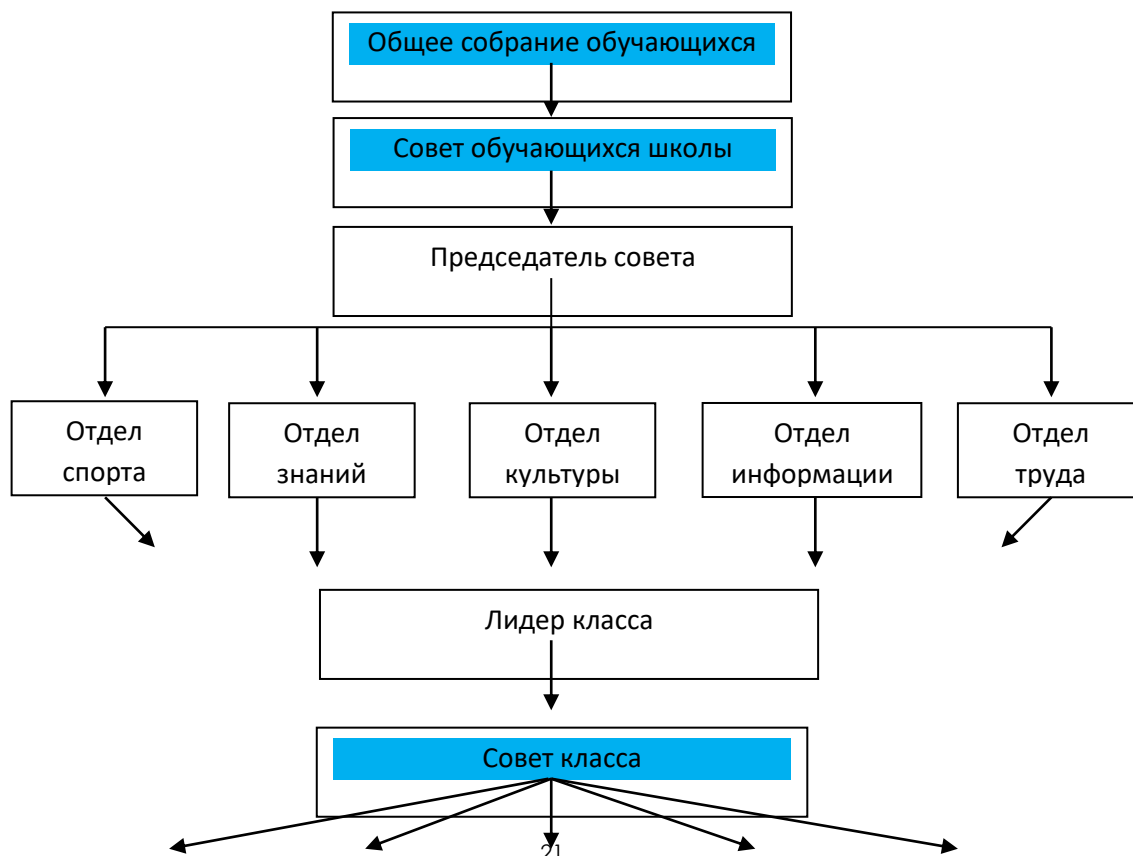 Общее собрание обучающихся
Совет обучающихся школы
Председатель совета
Отдел
спорта
Отдел
знаний
Отдел
культуры
Отдел
информации
Отдел
труда
Лидер класса
Совет класса
21